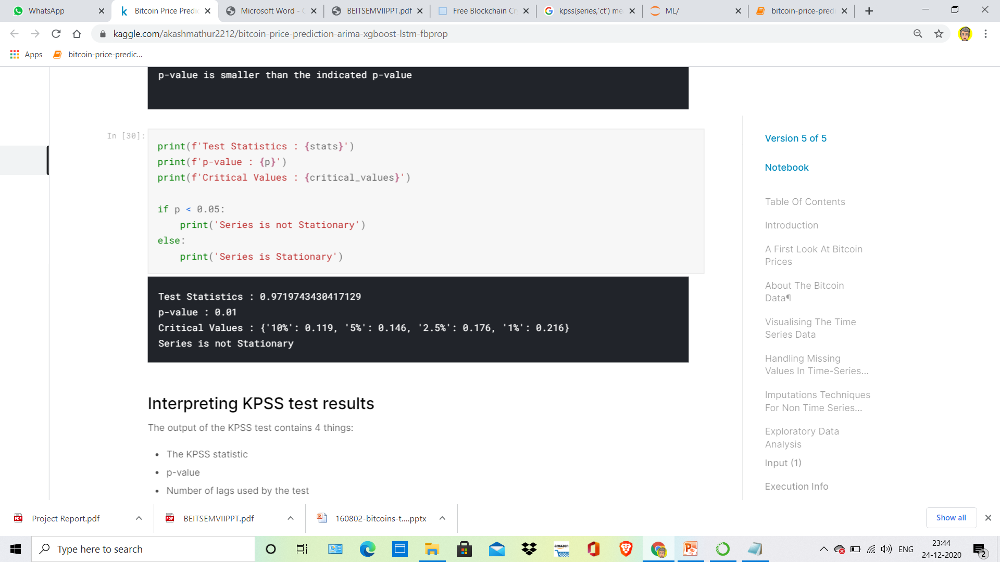 WhatsApp
Bitcoin Price Predic
Microsoft Word - C
BEITSEMVIIPPT.pdf
Free Blockchain Cr
kpss(series,'ct') me
ML/
bitcoin-price-predi
kaggle.com/akashmathur2212/bitcoin-price-prediction-arima-xgboost-lstm-fbprop
Apps
bitcoin-price-predic...
p-value is smaller than the indicated p-value
In [30]:
print(f'Test Statistics : {stats}')
print(f'p-value : {p}')
print(f'Critical Values : {critical_values}')
if p < 0.05:
    print('Series is not Stationary')
else:
    print('Series is Stationary')
Test Statistics : 0.9719743430417129
p-value : 0.01
Critical Values : {'10%': 0.119, '5%': 0.146, '2.5%': 0.176, '1%': 0.216}
Series is not Stationary
Interpreting KPSS test results
The output of the KPSS test contains 4 things:
• The KPSS statistic
• p-value
• Number of lags used by the test
Version 5 of 5
Notebook
Table Of Contents
Introduction
A First Look At Bitcoin
Prices
About The Bitcoin
Data¶
Visualising The Time
Series Data
Handling Missing
Values In Time-Series...
Imputations Techniques
For Non Time Series...
Exploratory Data
Analysis
Input (1)
Execution Info
Project Report.pdf
BEITSEMVIIPPT.pdf
160802-bitcoins-t....pptx
Show all
Type here to search
amazon
ENG
23:44
24-12-2020
2